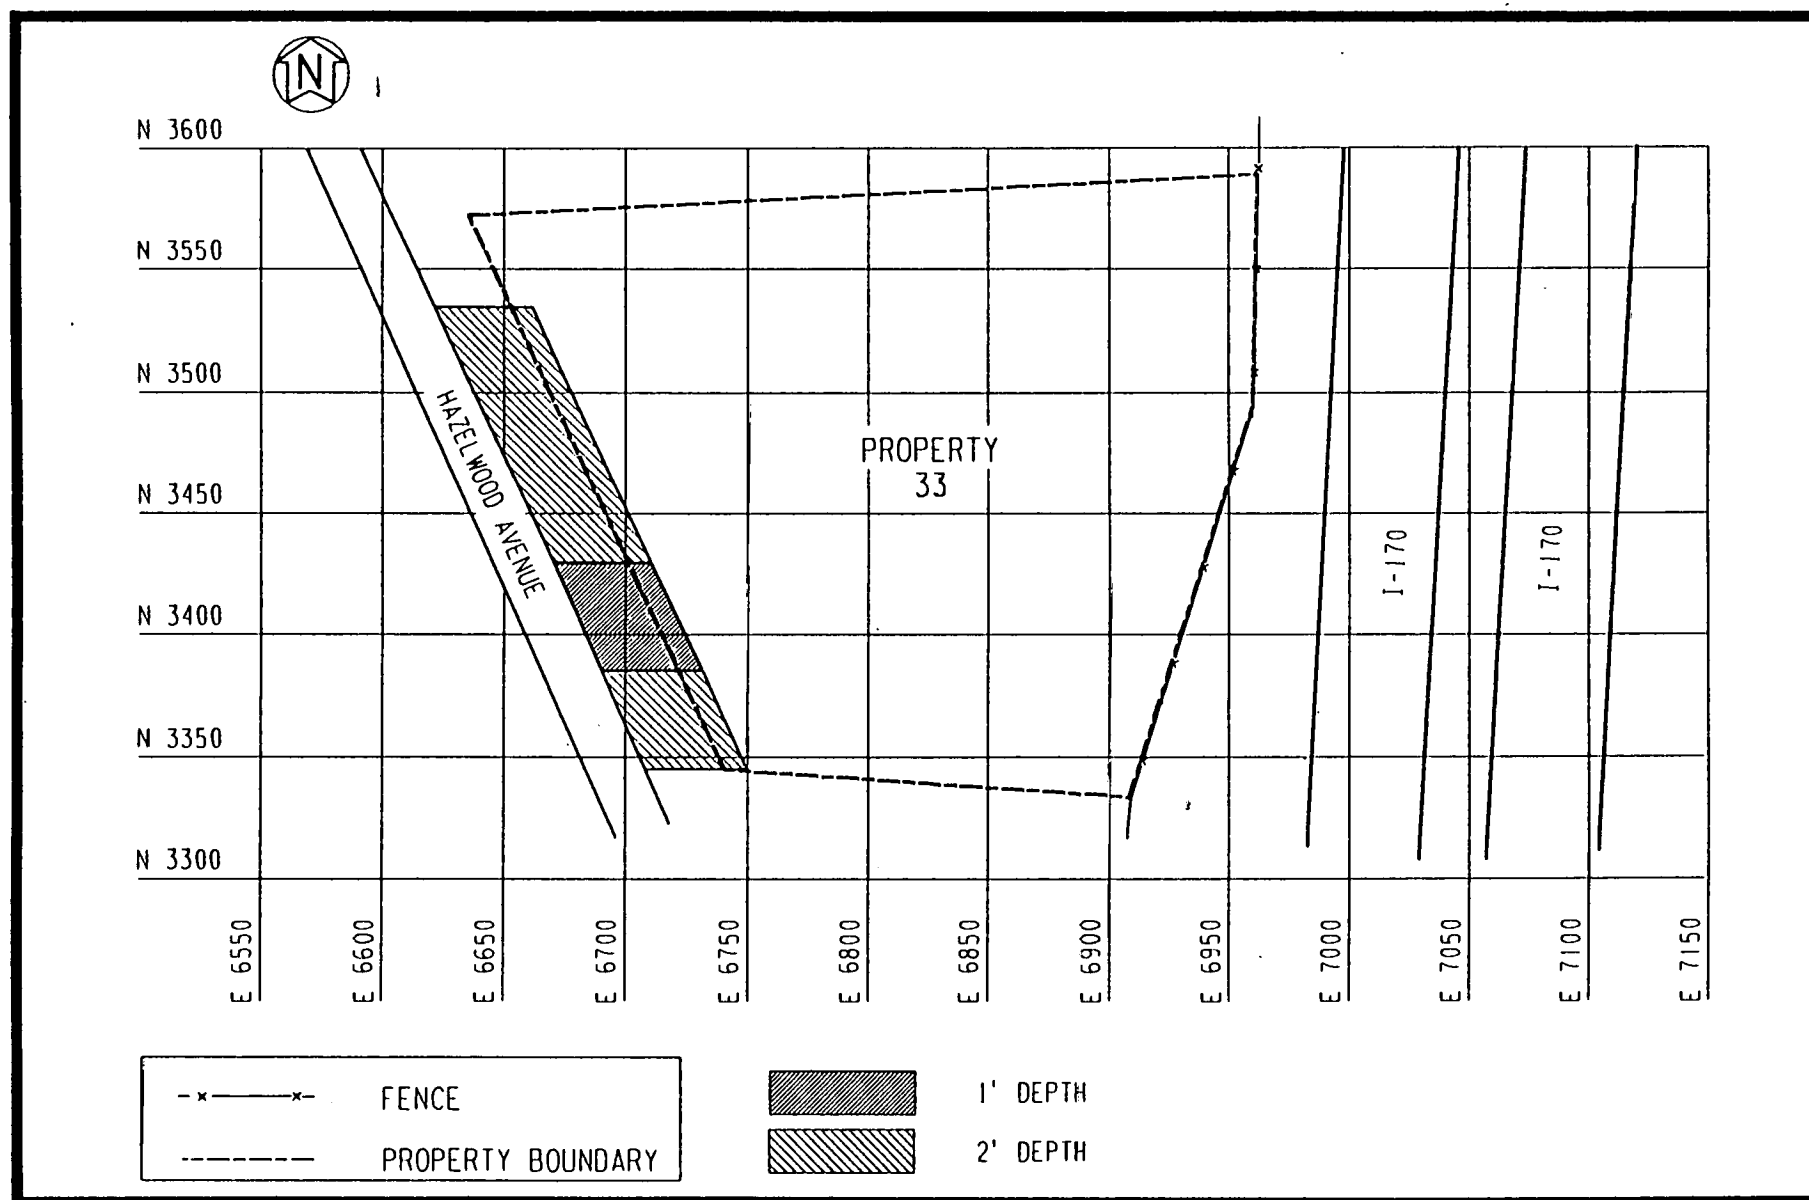 N
N 3600
N 3550
N 3500
N 3450
N 3400
N 3350
N 3300
HAZELWOOD AVENUE
PROPERTY
33
I-170
I-170
E 6550
E 6600
E 6650
E 6700
E 6750
E 6800
E 6850
E 6900
E 6950
E 7000
E 7050
E 7100
E 7150
FENCE
PROPERTY BOUNDARY
1' DEPTH
2' DEPTH